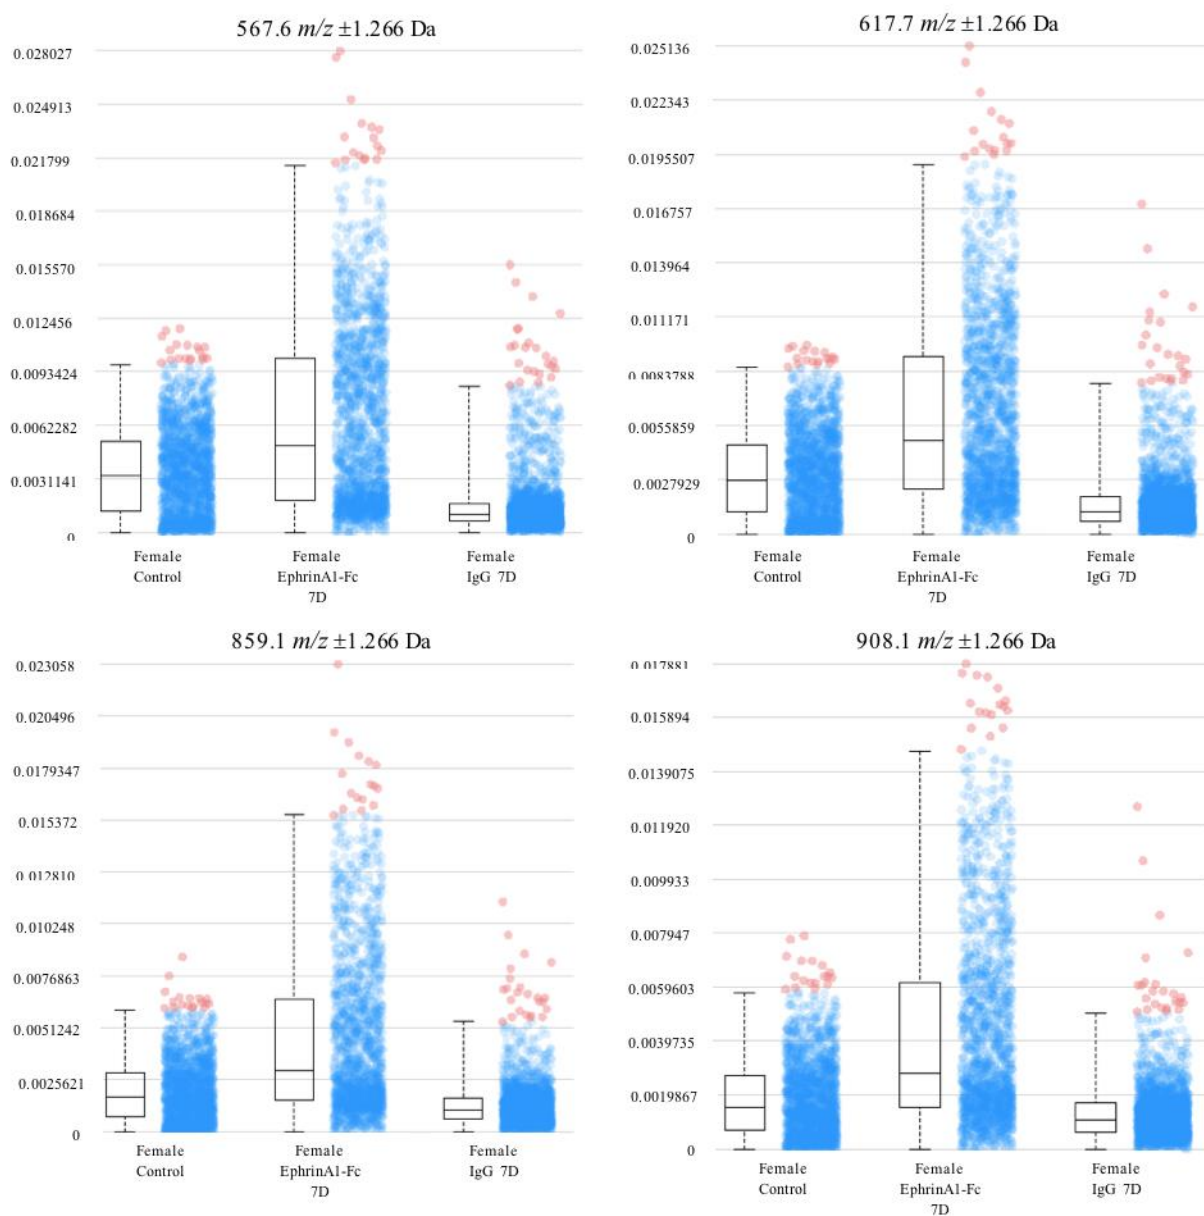 567.6 m/z ±1.266 Da
0.028027
0.024913
0.021799
0.018684
0.015570
0.012456
0.0093424
0.0062282
0.0031141
0
Female
Control
Female
EphrinA1-Fc
7D
Female
IgG 7D
617.7 m/z ±1.266 Da
0.025136
0.022343
0.0195507
0.016757
0.013964
0.011171
0.0083788
0.0055859
0.0027929
0
Female
Control
Female
EphrinA1-Fc
7D
Female
IgG 7D
859.1 m/z ±1.266 Da
0.023058
0.020496
0.0179347
0.015372
0.012810
0.010248
0.0076863
0.0051242
0.0025621
0
Female
Control
Female
EphrinA1-Fc
7D
Female
IgG 7D
908.1 m/z ±1.266 Da
0.017881
0.015894
0.0139075
0.011920
0.009933
0.007947
0.0059603
0.0039735
0.0019867
0
Female
Control
Female
EphrinA1-Fc
7D
Female
IgG 7D